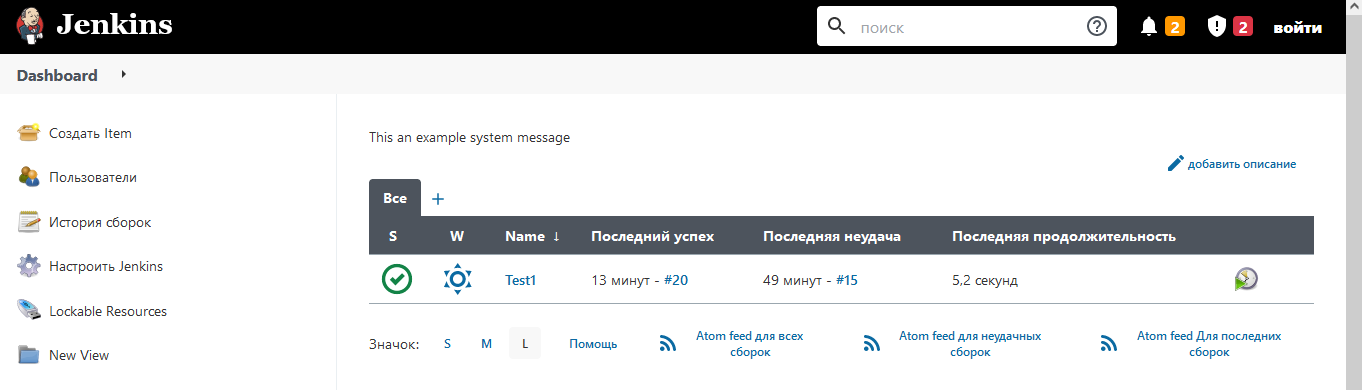 Jenkins
поиск
2
2
войти
Dashboard
Создать Item
Пользователи
История сборок
Настроить Jenkins
Lockable Resources
New View
This an example system message
добавить описание
Все +
S W Name ↓ Последний успех Последняя неудача Последняя продолжительность
Test1 13 минут - #20 49 минут - #15 5,2 секунд
Значок: S M L Помощь
Atom feed для всех
сборок
Atom feed для неудачных
сборок
Atom feed Для последних
сборок